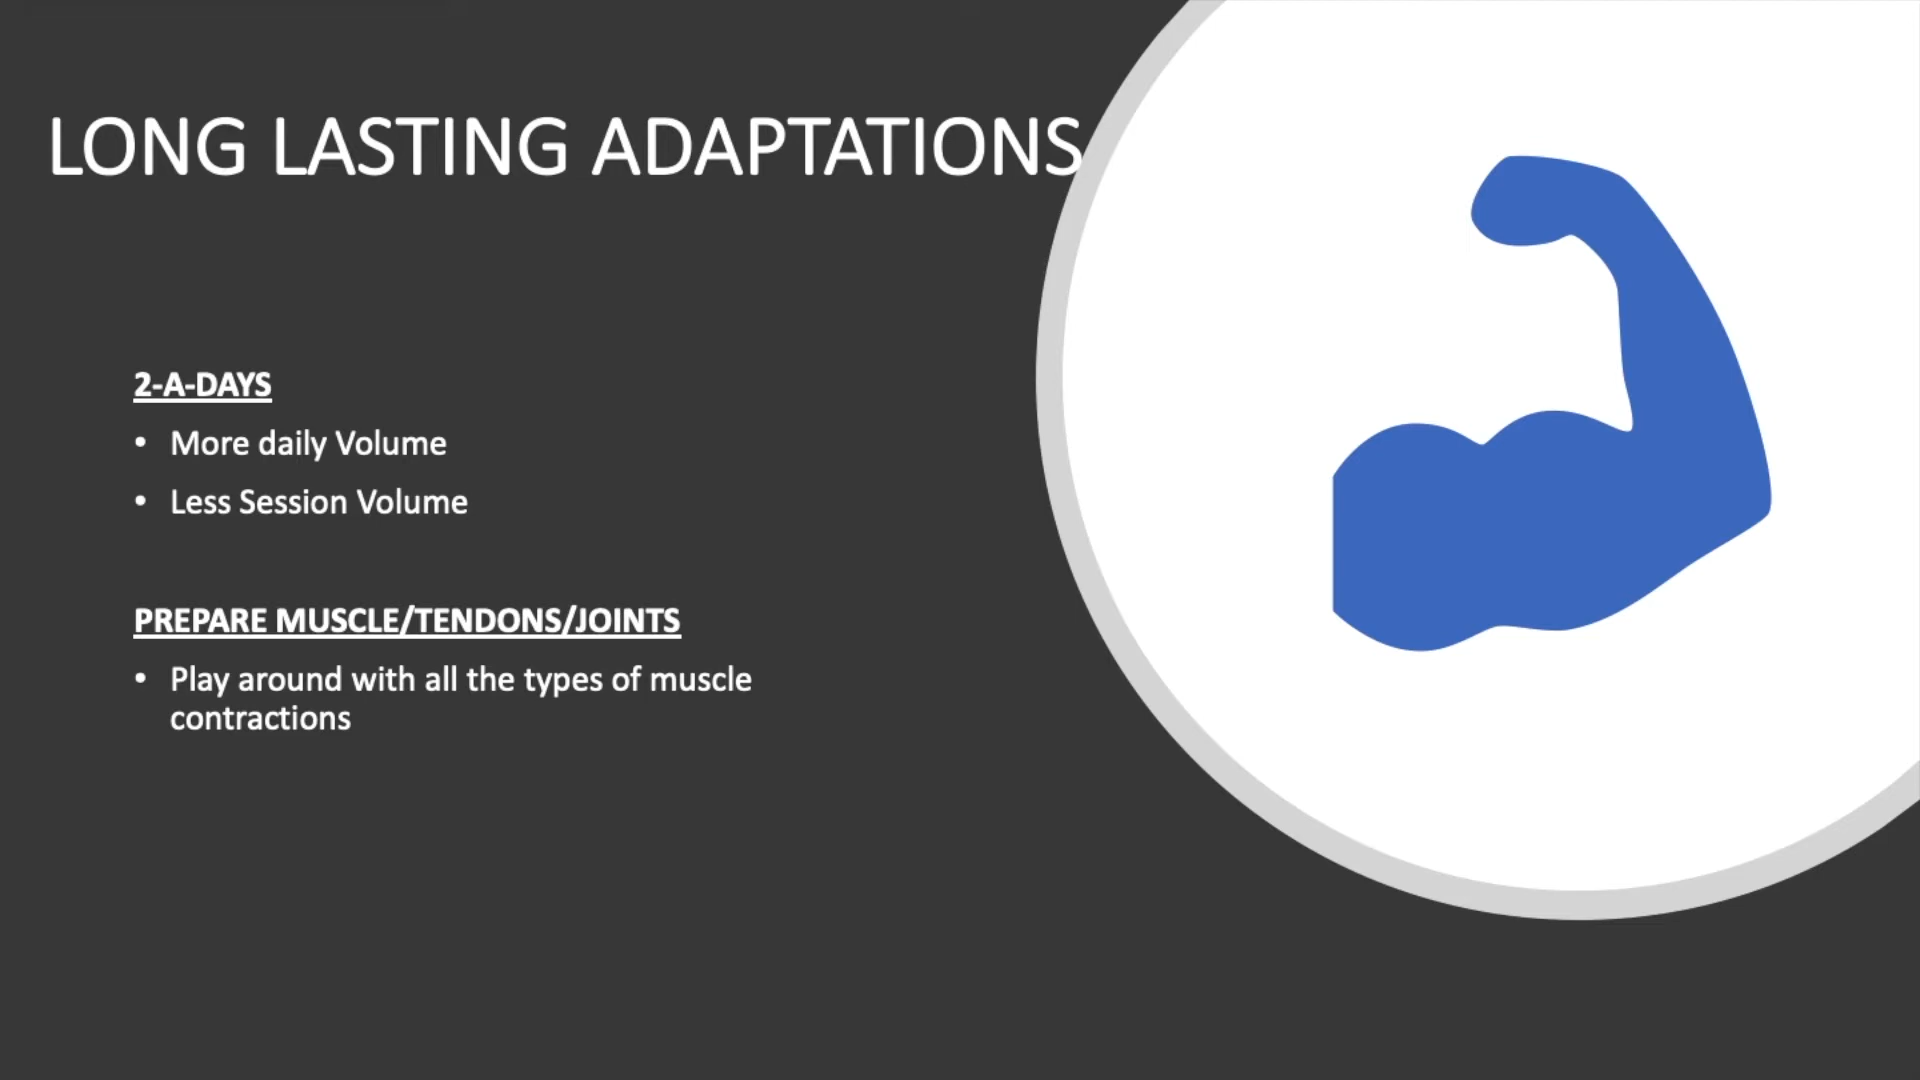 LONG LASTING ADAPTATIONS
2-A-DAYS
• More daily Volume
• Less Session Volume
PREPARE MUSCLE/TENDONS/JOINTS
• Play around with all the types of muscle
contractions